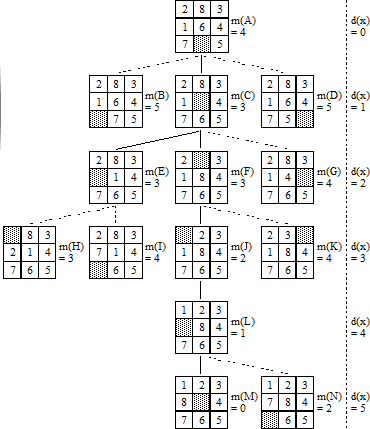 2 8 3
1 6 4 m(A) = 4 d(x) = 0
7 5
2 8 3 2 8 3 2 8 3
1 6 4 m(B) = 5 1 4 m(C) = 3 1 6 4 m(D) = 5 d(x) = 1
7 5 7 6 5 7 5
2 8 3 2 3 2 8 3
1 4 m(E) = 3 1 8 4 m(F) = 3 1 4 m(G) = 4 d(x) = 2
7 6 5 7 6 5 7 6 5
8 3 2 8 3 2 3 2 3
2 1 4 m(H) = 3 7 1 4 m(I) = 4 1 8 4 m(J) = 2 1 8 4 m(K) = 4 d(x) = 3
7 6 5 6 5 7 6 5 7 6 5
1 2 3
8 4 m(L) = 1 d(x) = 4
7 6 5
1 2 3 1 2 3
8 4 m(M) = 0 7 8 4 m(N) = 2 d(x) = 5
7 6 5 6 5